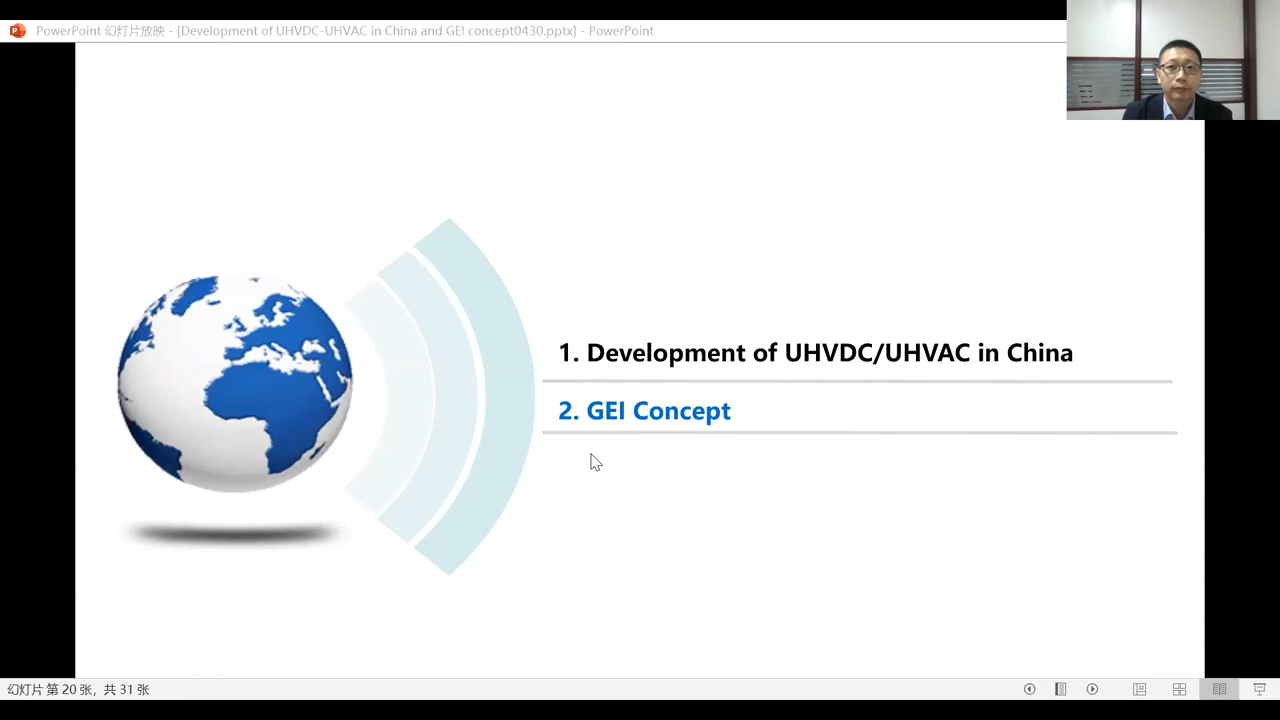 PowerPoint 幻灯片放映 - [Development of UHVDC-UHVAC in China and GEI concept0430.pptx] - PowerPoint
1. Development of UHVDC/UHVAC in China
2. GEI Concept
幻灯片 第 20 张，共 31 张